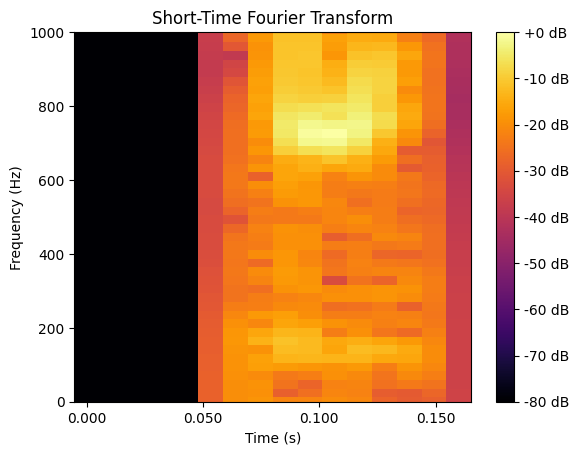 Short-Time Fourier Transform
1000
800
600
400
200
0
Frequency (Hz)
0.000
0.050
0.100
0.150
Time (s)
+0 dB
-10 dB
-20 dB
-30 dB
-40 dB
-50 dB
-60 dB
-70 dB
-80 dB